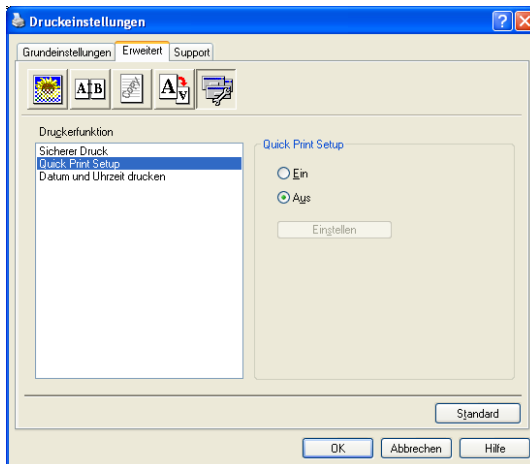 Druckeinstellungen
Grundeinstellungen Erweitert Support
A B A A
Druckerfunktion
Sicherer Druck
Quick Print Setup
Datum und Uhrzeit drucken
Quick Print Setup
Ein
Aus
Einstellen
Standard
OK Abbrechen Hilfe